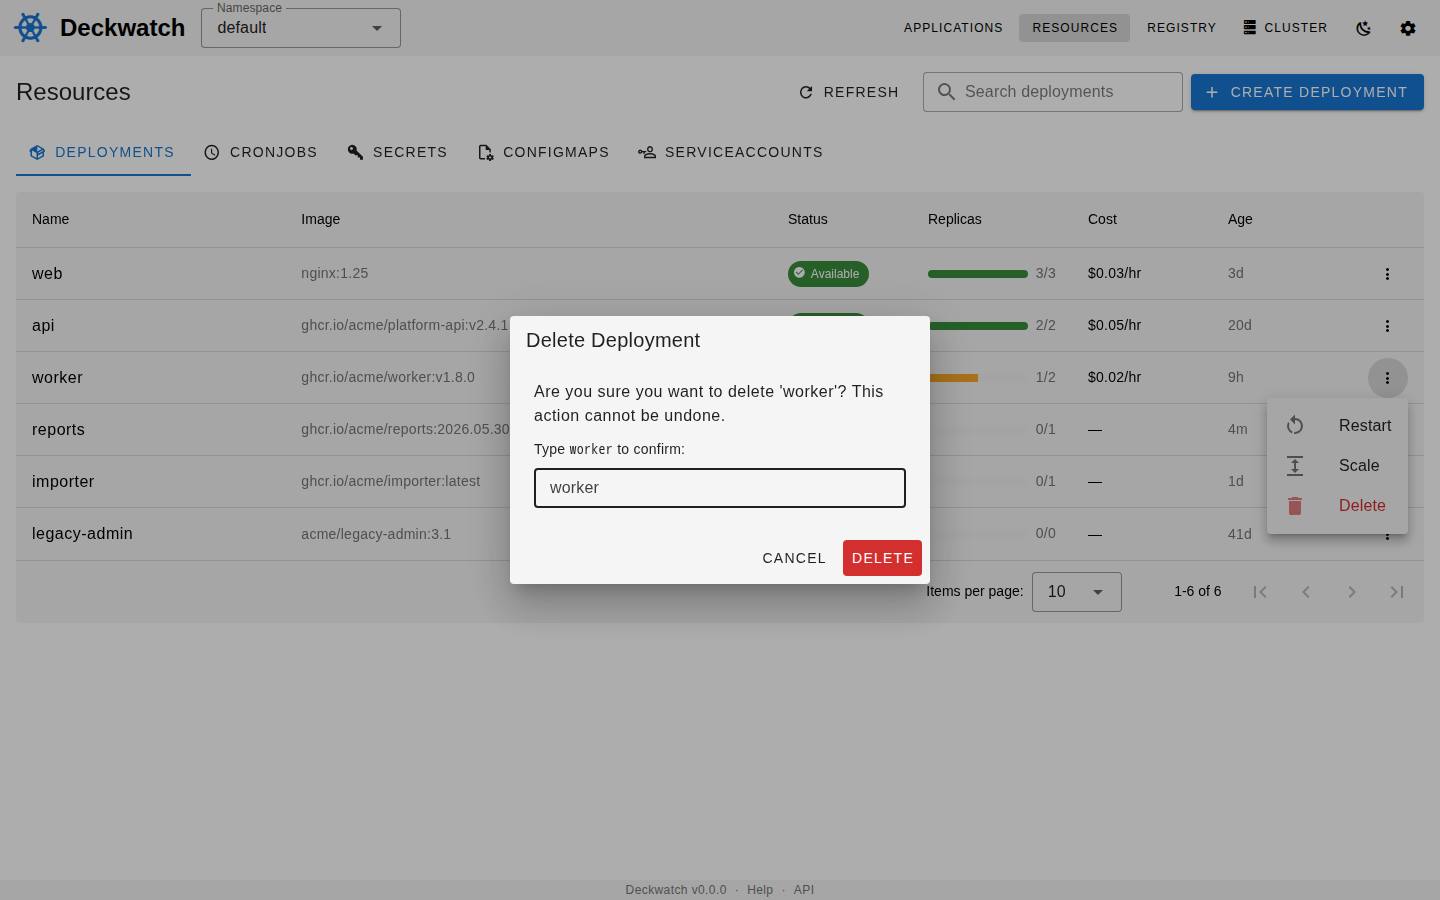 Deckwatch
Namespace
default
APPLICATIONS
RESOURCES
REGISTRY
CLUSTER
Resources
REFRESH
Search deployments
CREATE DEPLOYMENT
DEPLOYMENTS
CRONJOBS
SECRETS
CONFIGMAPS
SERVICEACCOUNTS
Name Image Status Replicas Cost Age
web nginx:1.25 Available 3/3 $0.03/hr 3d
api ghcr.io/acme/platform-api:v2.4.1 2/2 $0.05/hr 20d
worker ghcr.io/acme/worker:v1.8.0 1/2 $0.02/hr 9h
reports ghcr.io/acme/reports:2026.05.30 0/1 — 4m
importer ghcr.io/acme/importer:latest 0/1 — 1d
legacy-admin acme/legacy-admin:3.1 0/0 — 41d
Restart
Scale
Delete
Delete Deployment
Are you sure you want to delete 'worker'? This
action cannot be undone.
Type worker to confirm:
worker
CANCEL
DELETE
Items per page: 10 1-6 of 6
Deckwatch v0.0.0 · Help · API